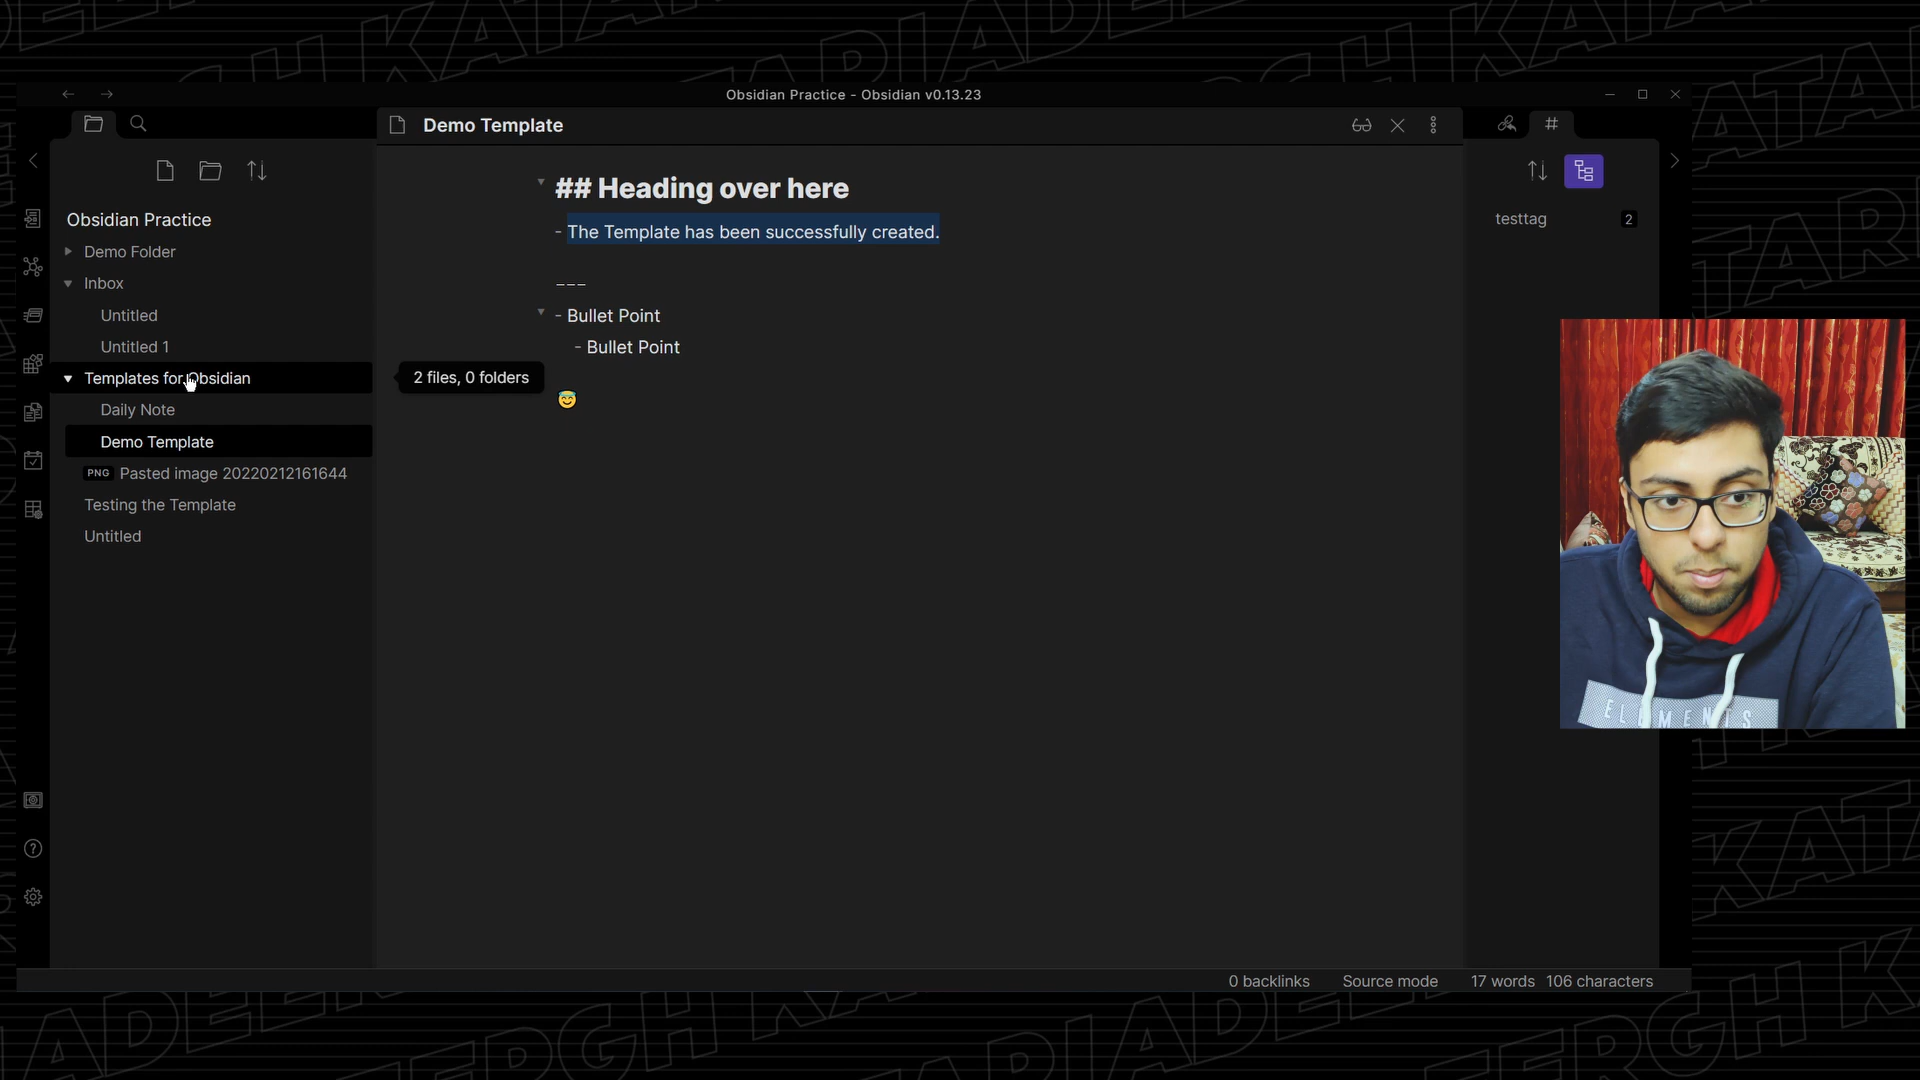 Obsidian Practice - Obsidian v0.13.23
Demo Template
Obsidian Practice
Demo Folder
Inbox
Untitled
Untitled 1
Templates for Obsidian
2 files, 0 folders
Daily Note
Demo Template
PNG Pasted image 20220212161644
Testing the Template
Untitled
## Heading over here
- The Template has been successfully created.
---
- Bullet Point
- Bullet Point
😇
testtag 2
ELEMENTS
0 backlinks Source mode 17 words 106 characters